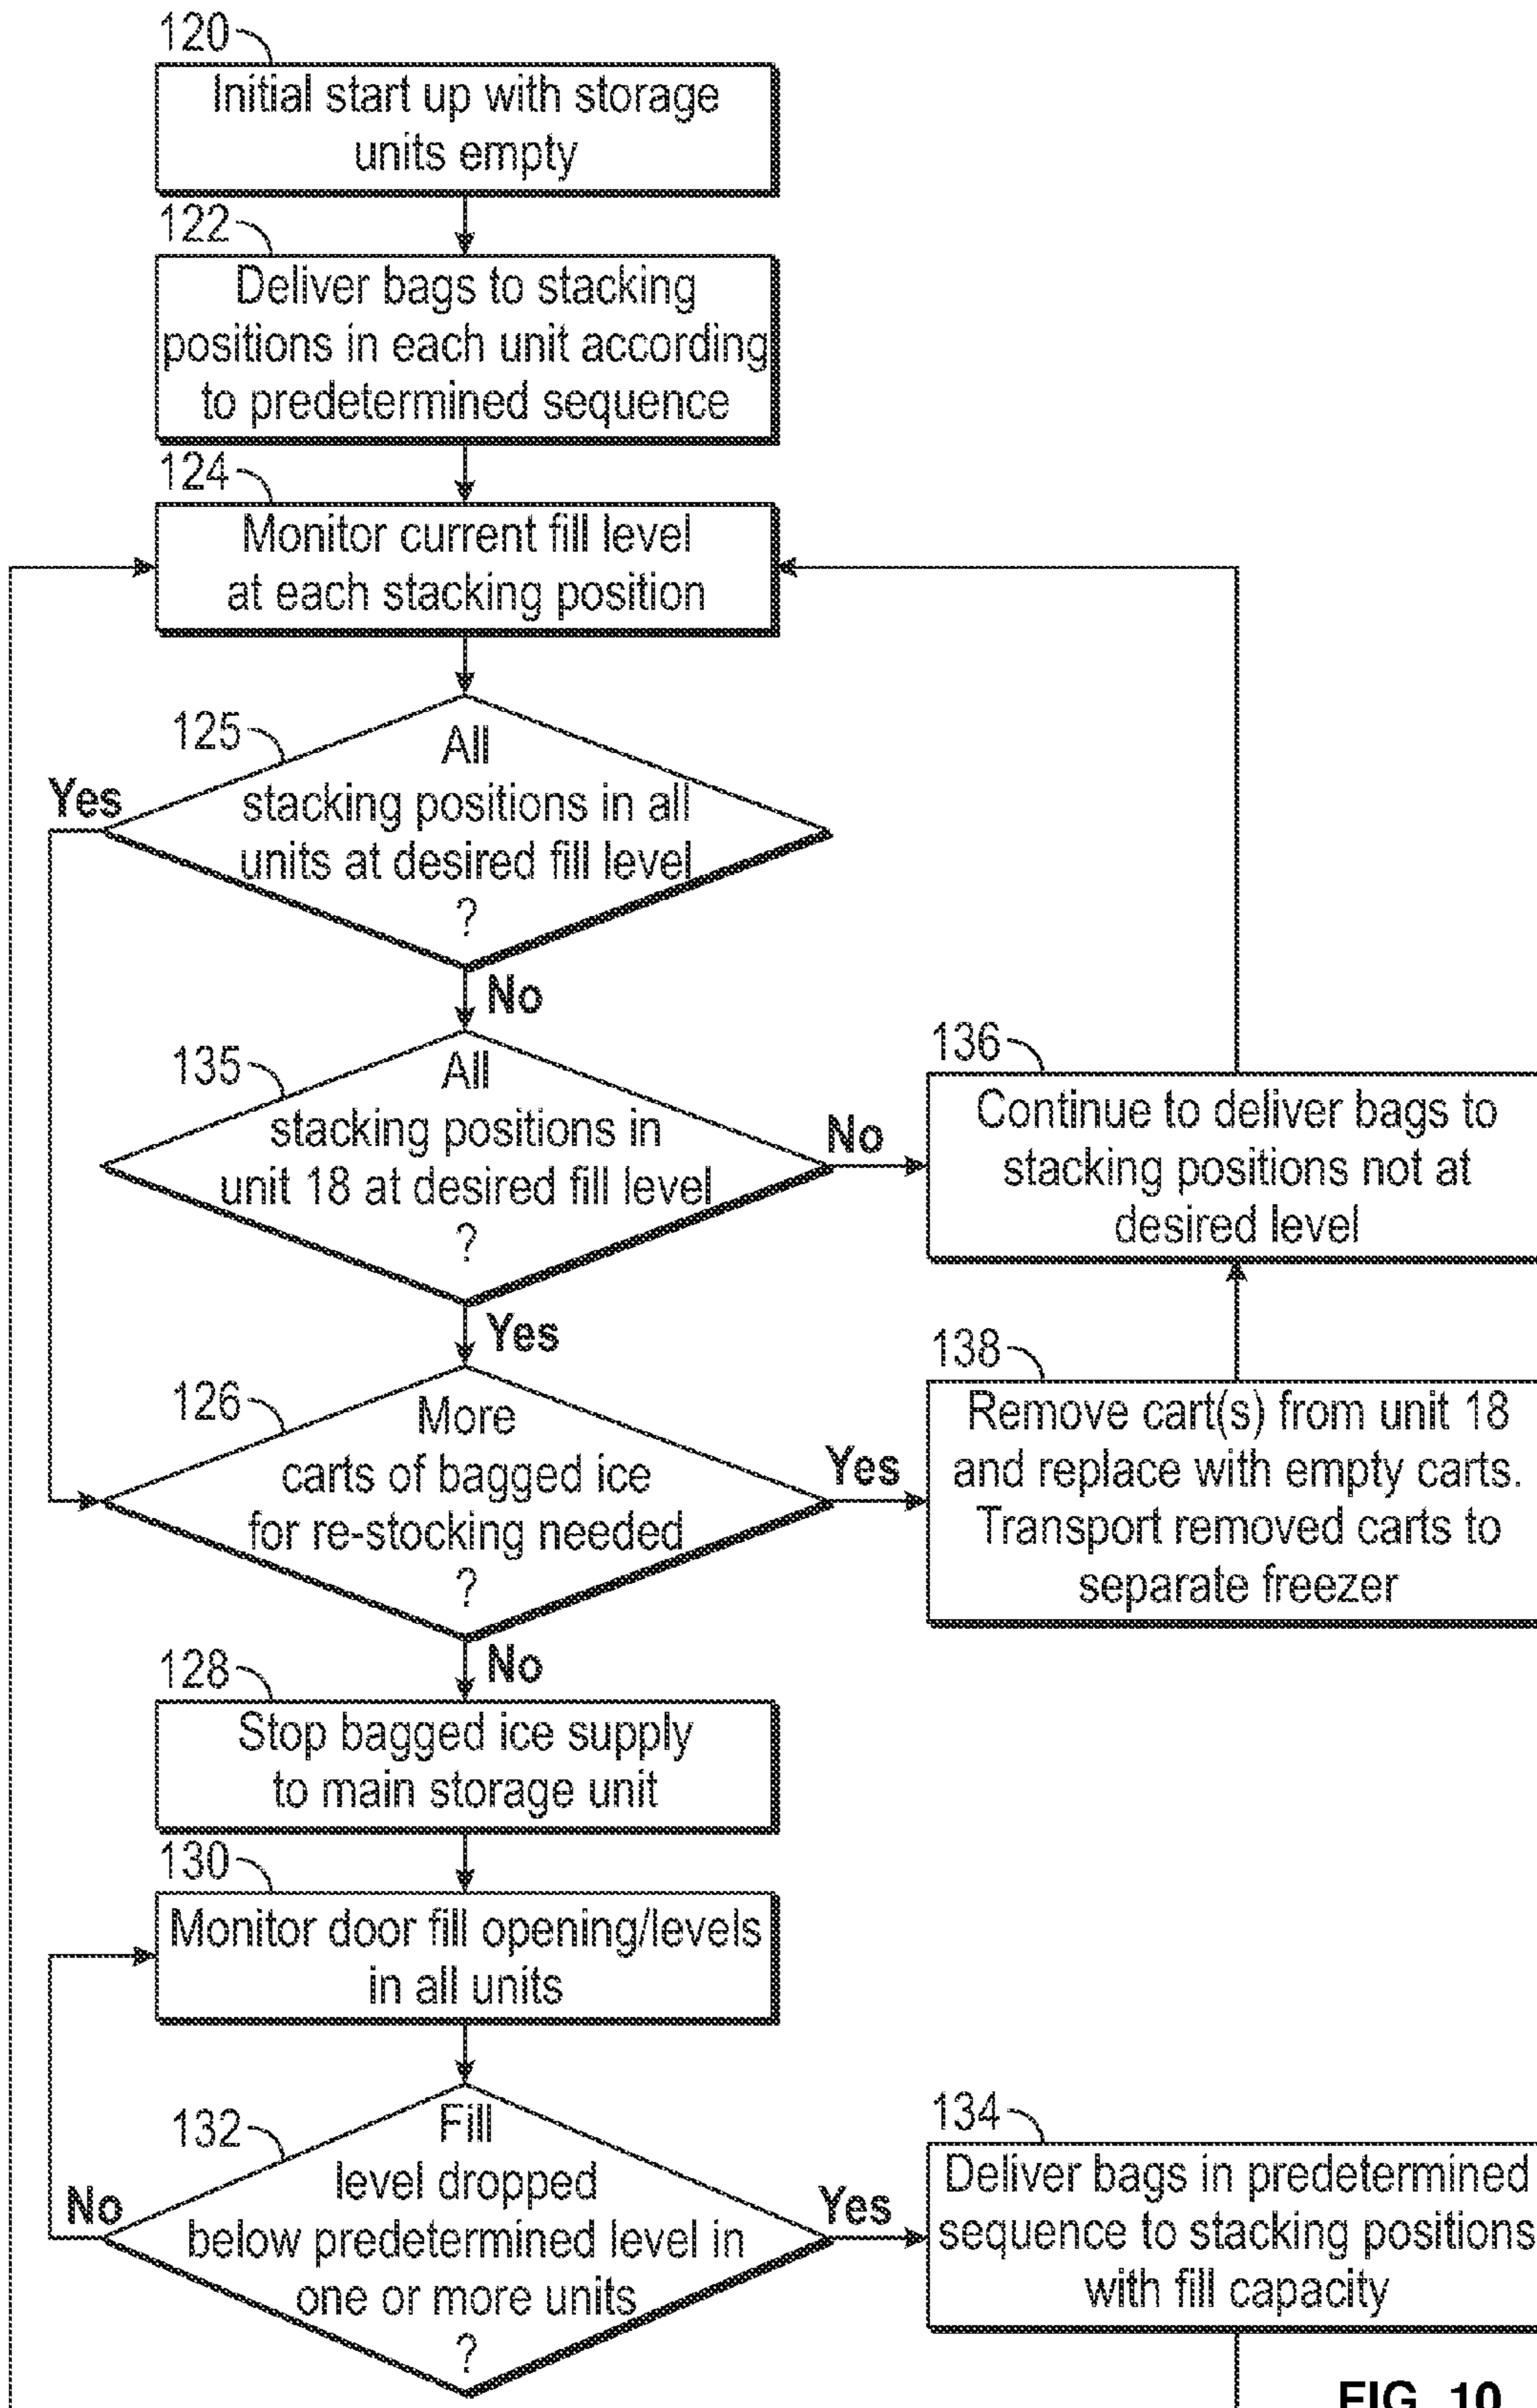 120
Initial start up with storage
units empty
122
Deliver bags to stacking
positions in each unit according
to predetermined sequence
124
Monitor current fill level
at each stacking position
125
All
stacking positions in all
units at desired fill level
?
Yes
No
135
All
stacking positions in
unit 18 at desired fill level
?
No
Yes
136
Continue to deliver bags to
stacking positions not at
desired level
126
More
carts of bagged ice
for re-stocking needed
?
Yes
No
138
Remove cart(s) from unit 18
and replace with empty carts.
Transport removed carts to
separate freezer
128
Stop bagged ice supply
to main storage unit
130
Monitor door fill opening/levels
in all units
132
Fill
level dropped
below predetermined level in
one or more units
?
No
Yes
134
Deliver bags in predetermined
sequence to stacking positions
with fill capacity
FIG. 10